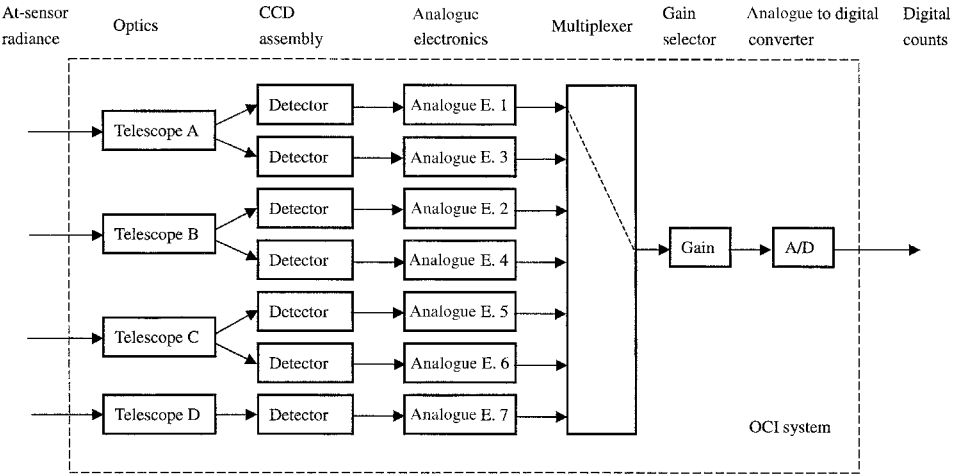 At-sensor
radiance
Optics
CCD
assembly
Analogue
electronics
Multiplexer
Gain
selector
Analogue to digital
converter
Digital
counts
Telescope A
Detector
Analogue E. 1
Detector
Analogue E. 3
Telescope B
Detector
Analogue E. 2
Detector
Analogue E. 4
Telescope C
Detector
Analogue E. 5
Detector
Analogue E. 6
Telescope D
Detector
Analogue E. 7
Gain
A/D
OCI system